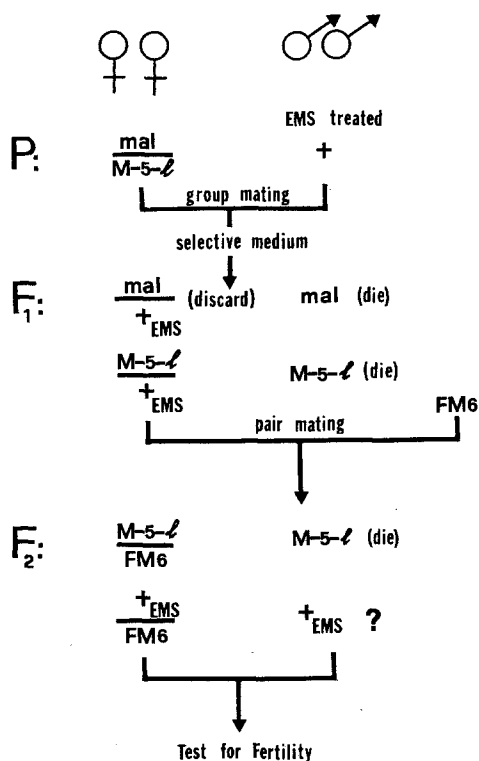 EMS treated
P: mal +
M-5-ℓ
group mating
selective medium
F1: mal (discard) mal (die)
+EMS
M-5-ℓ M-5-ℓ (die)
+EMS FM6
pair mating
F2: M-5-ℓ M-5-ℓ (die)
FM6
+EMS +EMS ?
FM6
Test for Fertility